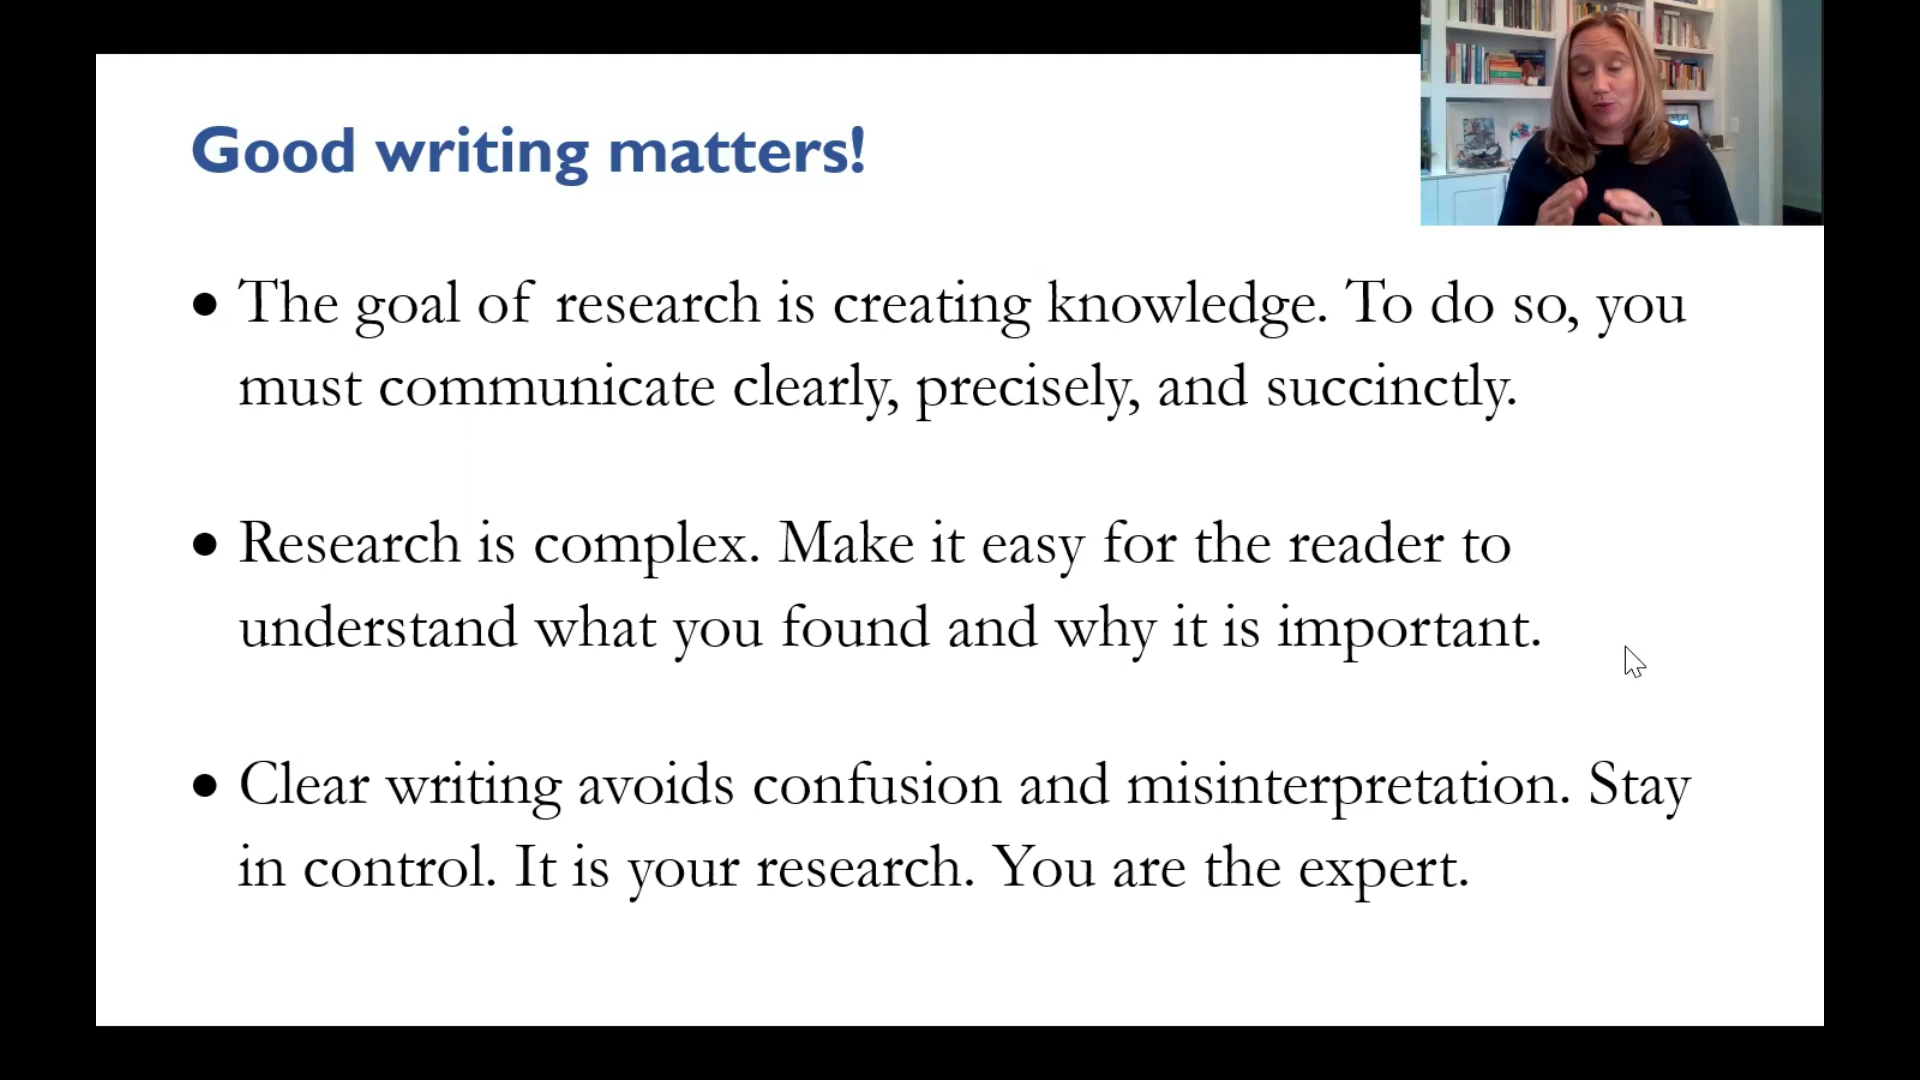 Good writing matters!
• The goal of research is creating knowledge. To do so, you
must communicate clearly, precisely, and succinctly.
• Research is complex. Make it easy for the reader to
understand what you found and why it is important.
• Clear writing avoids confusion and misinterpretation. Stay
in control. It is your research. You are the expert.